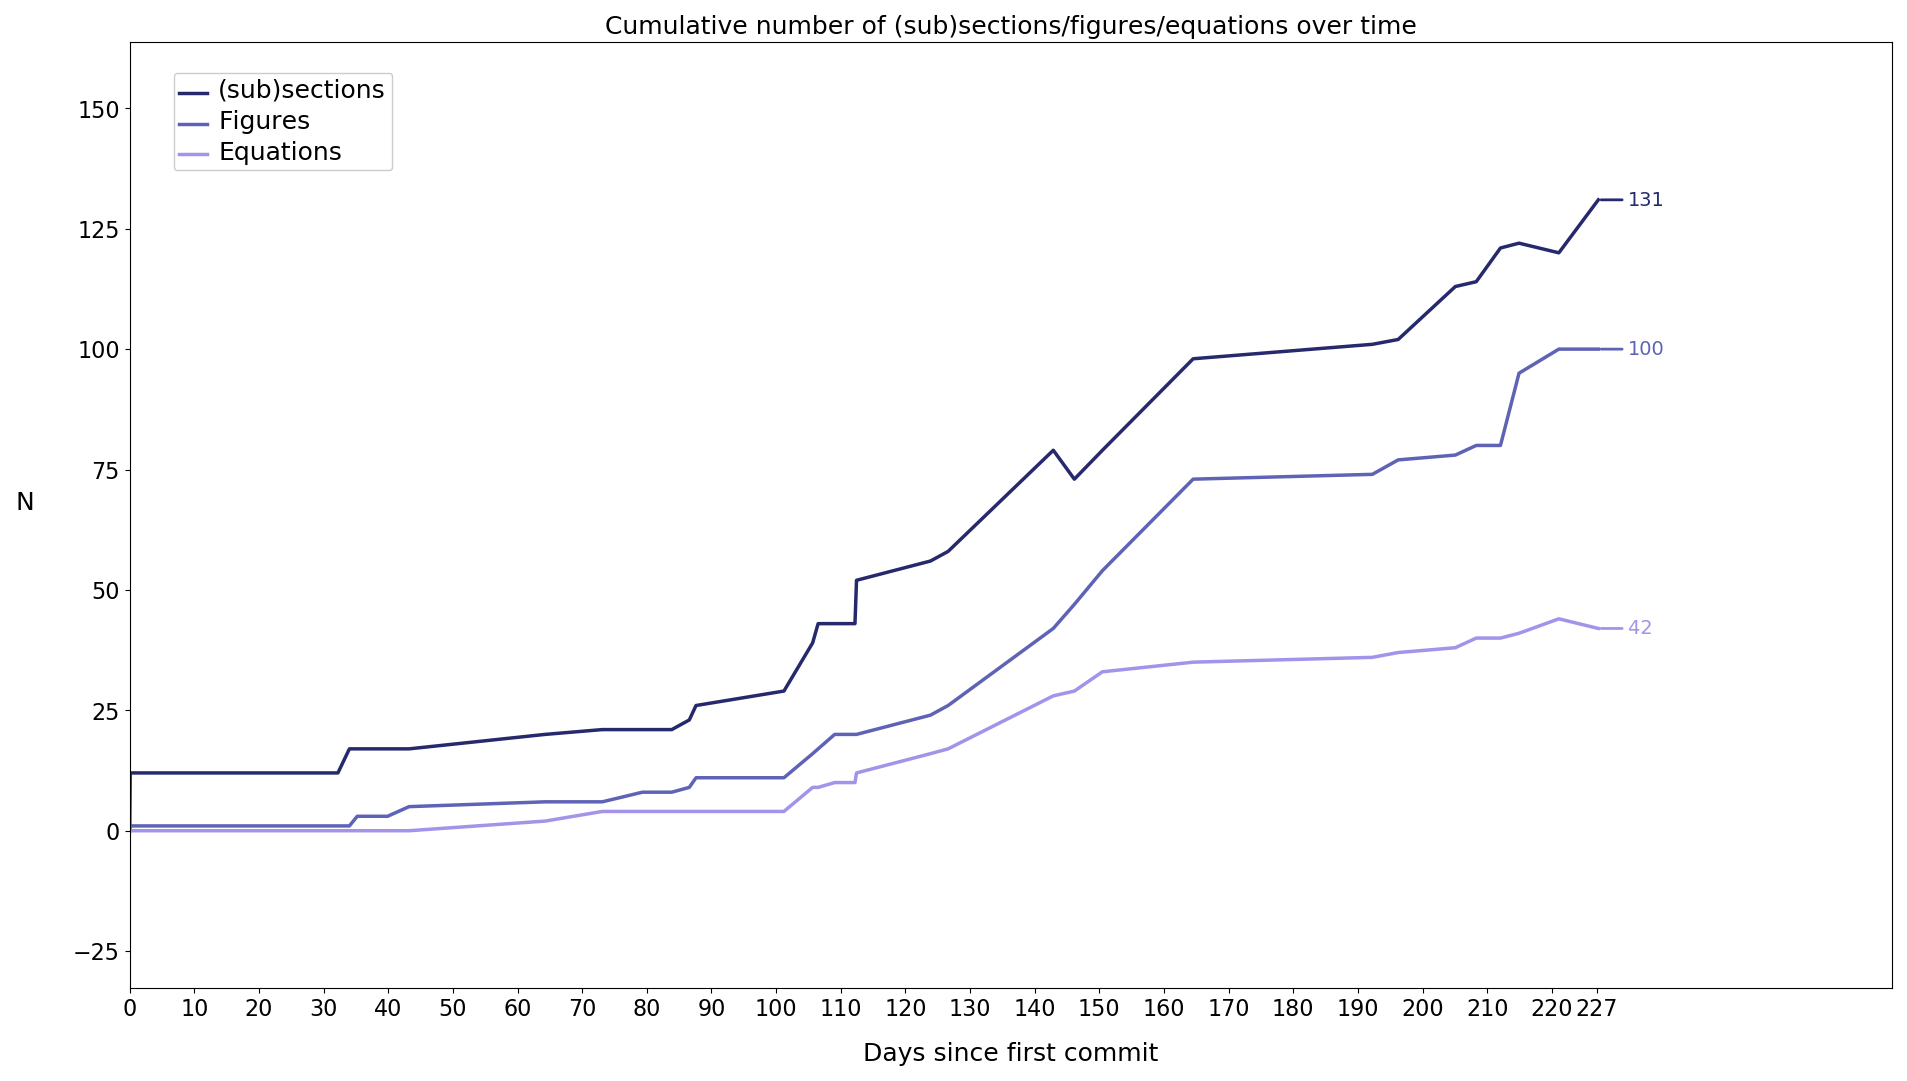 Cumulative number of (sub)sections/figures/equations over time
(sub)sections
Figures
Equations
150
125
100
75
50
25
0
−25
N
131
100
42
0 10 20 30 40 50 60 70 80 90 100 110 120 130 140 150 160 170 180 190 200 210 220 227
Days since first commit